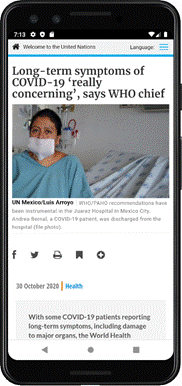 7:13
Welcome to the United Nations
Language:
Long-term symptoms of
COVID-19 'really
concerning', says WHO chief
UN Mexico/Luis Arroyo | WHO/PAHO recommendations have
been instrumental in the Juarez Hospital in Mexico City.
Andrea Bernal, a COVID-19 patient, was discharged from the
hospital (file photo).
30 October 2020 | Health
With some COVID-19 patients reporting
long-term symptoms, including damage
to major organs, the World Health